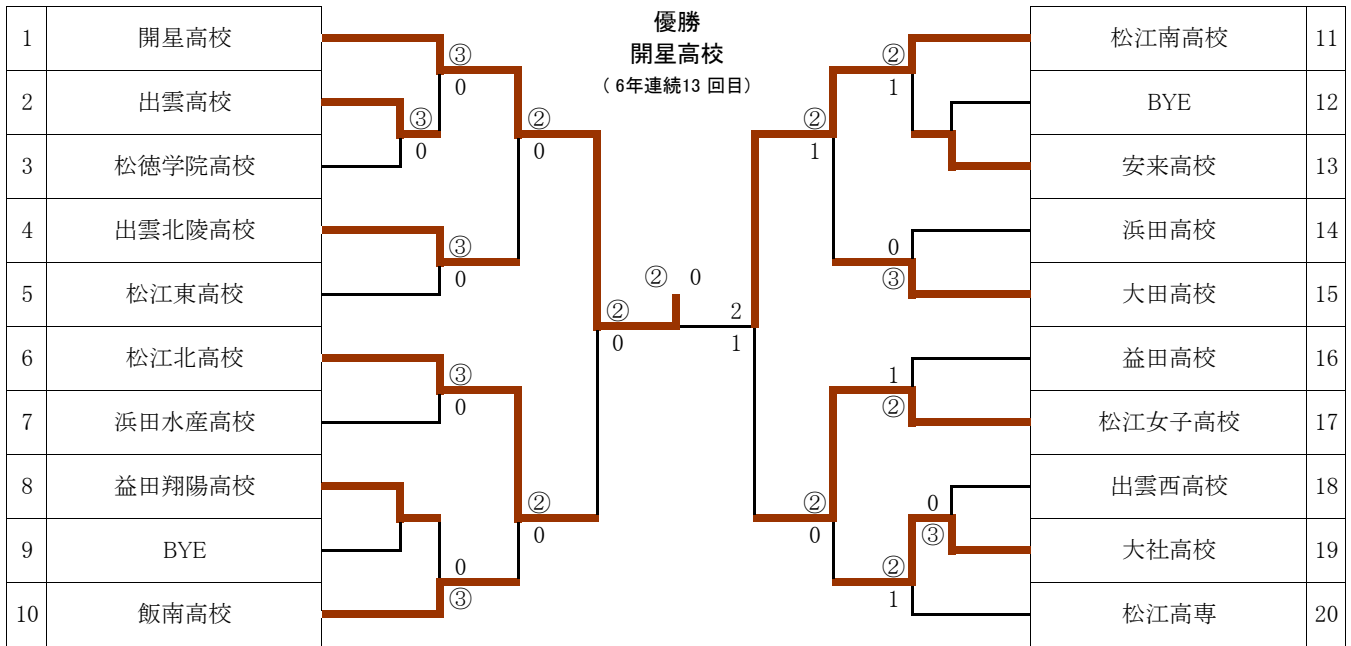 優勝
開星高校
（ 6年連続13 回目）
1 開星高校
2 出雲高校
3 松徳学院高校
4 出雲北陵高校
5 松江東高校
6 松江北高校
7 浜田水産高校
8 益田翔陽高校
9 BYE
10 飯南高校
③
0
③
0
②
0
③
0
③
0
②
0
0
③
②
0
② 0
2
1
②
1
②
1
0
③
1
②
②
0
0
③
②
1
松江南高校 11
BYE 12
安来高校 13
浜田高校 14
大田高校 15
益田高校 16
松江女子高校 17
出雲西高校 18
大社高校 19
松江高専 20